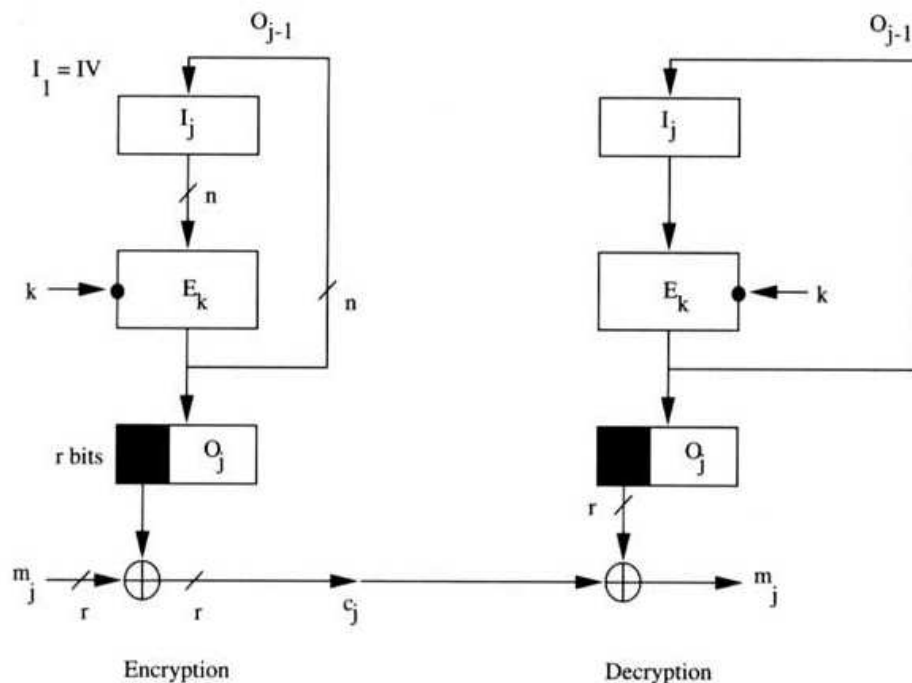 O_{j-1}
O_{j-1}
I_1 = IV
I_j
I_j
n
k
E_k
n
E_k
k
r bits
O_j
O_j
r
m_j
r
r
c_j
m_j
Encryption
Decryption